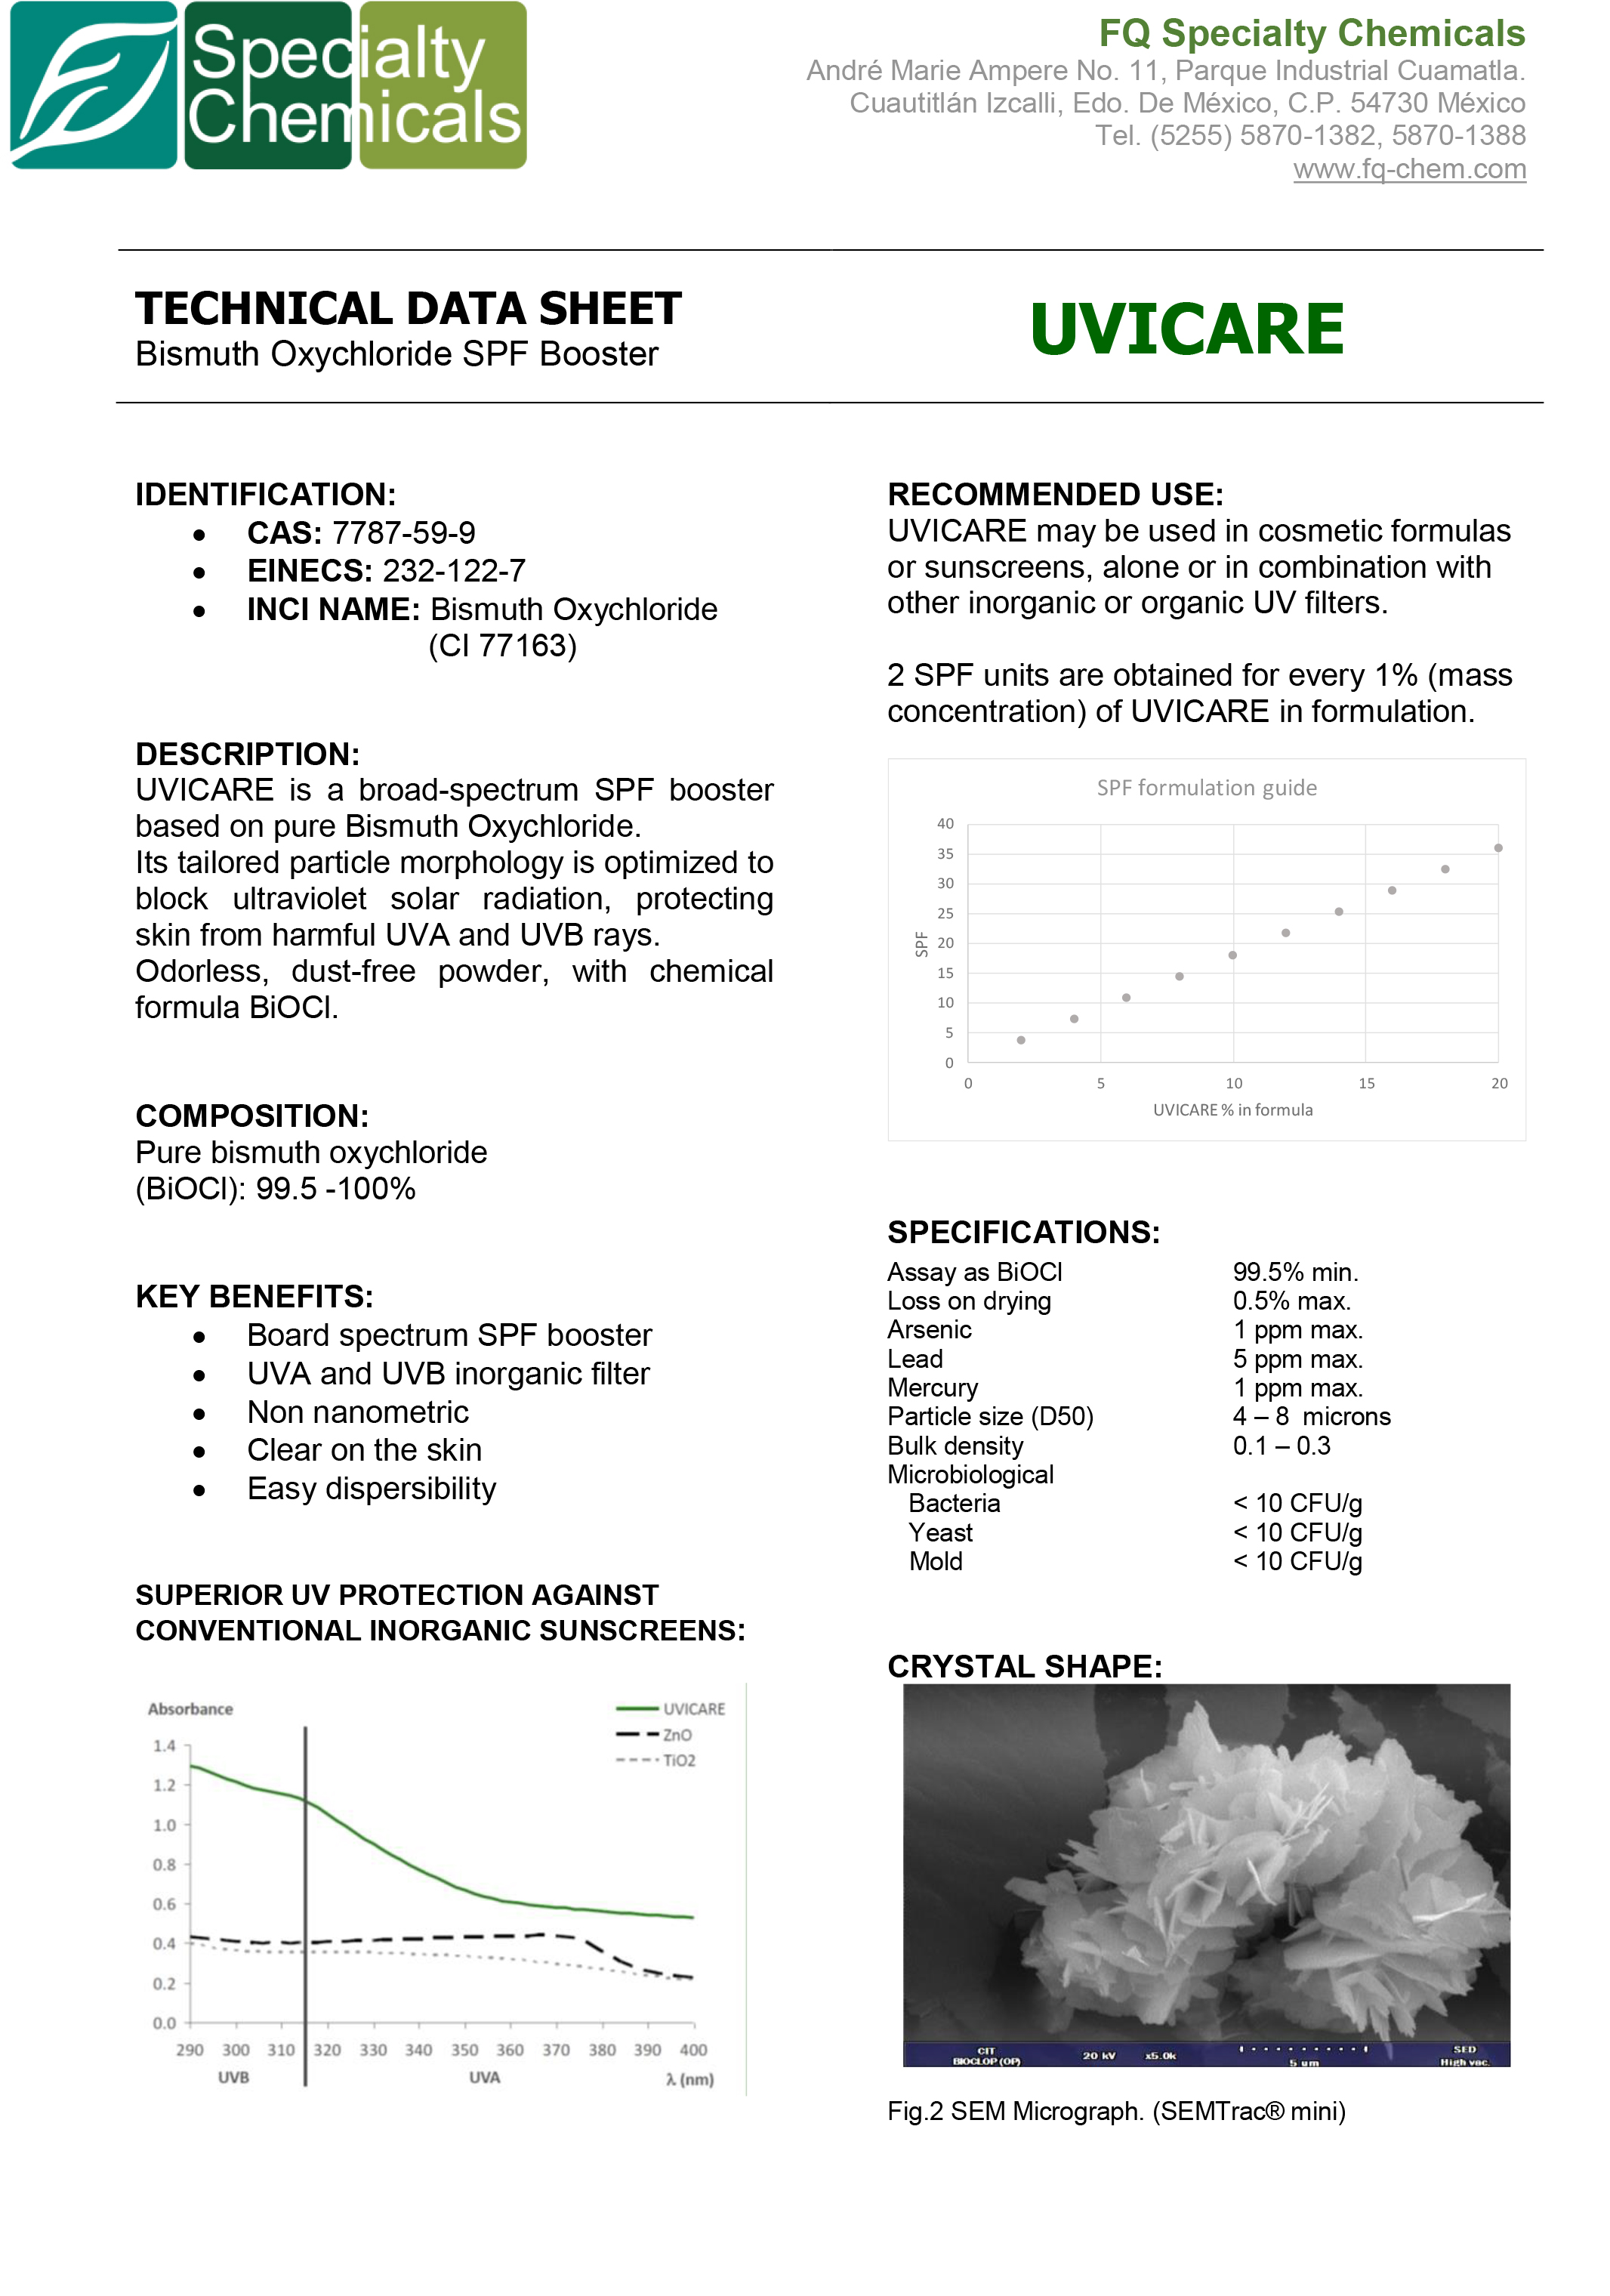 Specialty
Chemicals
FQ Specialty Chemicals
André Marie Ampere No. 11, Parque Industrial Cuamatla.
Cuautitlán Izcalli, Edo. De México, C.P. 54730 México
Tel. (5255) 5870-1382, 5870-1388
www.fq-chem.com
TECHNICAL DATA SHEET
Bismuth Oxychloride SPF Booster
UVICARE
IDENTIFICATION:
• CAS: 7787-59-9
• EINECS: 232-122-7
• INCI NAME: Bismuth Oxychloride
(CI 77163)
DESCRIPTION:
UVICARE is a broad-spectrum SPF booster
based on pure Bismuth Oxychloride.
Its tailored particle morphology is optimized to
block ultraviolet solar radiation, protecting
skin from harmful UVA and UVB rays.
Odorless, dust-free powder, with chemical
formula BiOCl.
COMPOSITION:
Pure bismuth oxychloride
(BiOCl): 99.5 -100%
KEY BENEFITS:
• Board spectrum SPF booster
• UVA and UVB inorganic filter
• Non nanometric
• Clear on the skin
• Easy dispersibility
SUPERIOR UV PROTECTION AGAINST
CONVENTIONAL INORGANIC SUNSCREENS:
Absorbance
UVICARE
ZnO
TiO2
1.4
1.2
1.0
0.8
0.6
0.4
0.2
0.0
290 300 310 320 330 340 350 360 370 380 390 400
UVB UVA λ (nm)
RECOMMENDED USE:
UVICARE may be used in cosmetic formulas
or sunscreens, alone or in combination with
other inorganic or organic UV filters.
2 SPF units are obtained for every 1% (mass
concentration) of UVICARE in formulation.
SPF formulation guide
SPF
40
35
30
25
20
15
10
5
0
0 5 10 15 20
UVICARE % in formula
SPECIFICATIONS:
Assay as BiOCl 99.5% min.
Loss on drying 0.5% max.
Arsenic 1 ppm max.
Lead 5 ppm max.
Mercury 1 ppm max.
Particle size (D50) 4 – 8 microns
Bulk density 0.1 – 0.3
Microbiological
Bacteria < 10 CFU/g
Yeast < 10 CFU/g
Mold < 10 CFU/g
CRYSTAL SHAPE:
CIT 20 kV x5.0k SED
BIOCLOP (OP) 5 um High vac.
Fig.2 SEM Micrograph. (SEMTrac® mini)